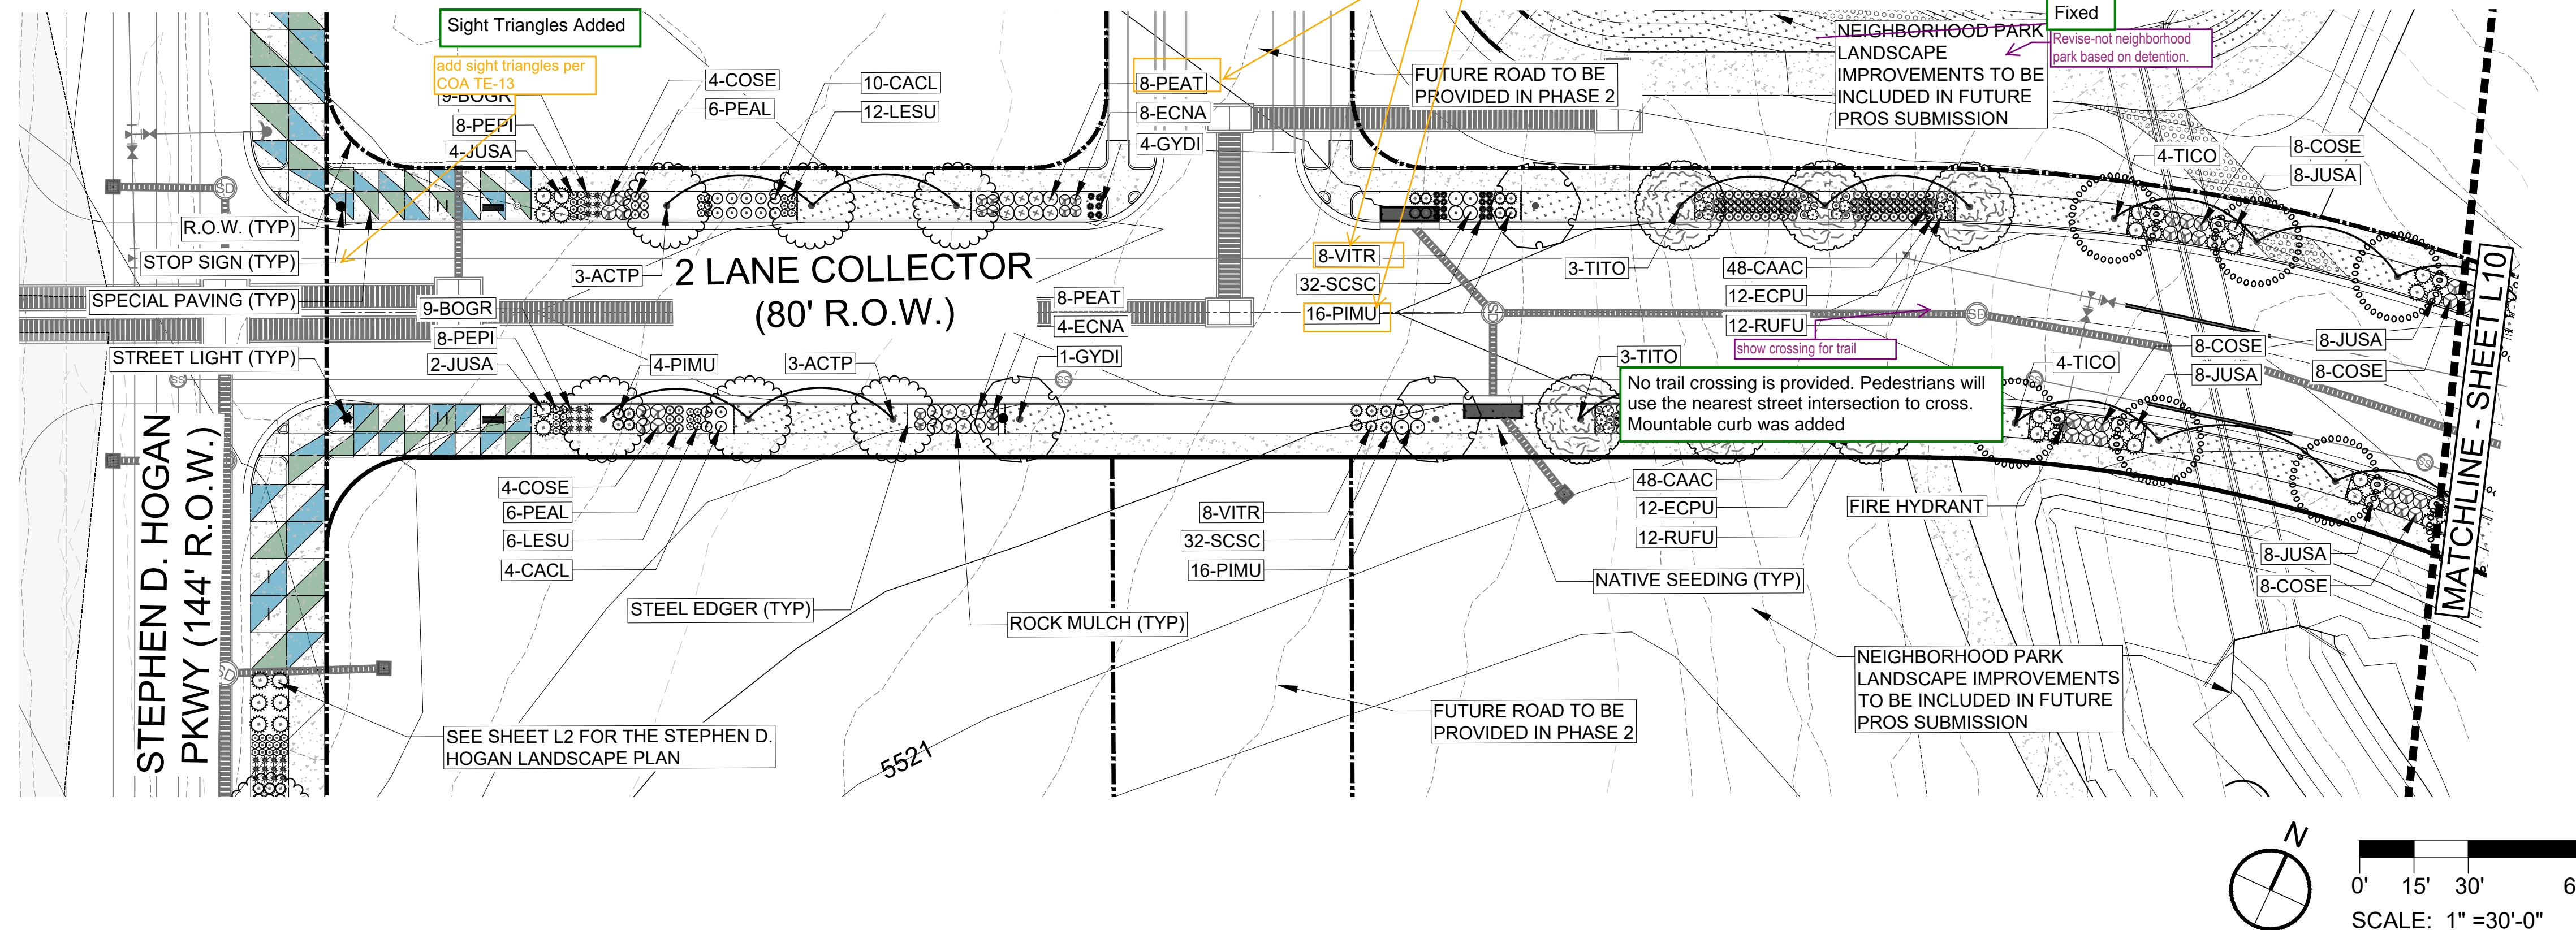 Sight Triangles Added
add sight triangles per
COA TE-13
9-BOGR
8-PEPI
4-JUSA
4-COSE
6-PEAL
10-CACL
12-LESU
8-PEAT
8-ECNA
4-GYDI
FUTURE ROAD TO BE
PROVIDED IN PHASE 2
NEIGHBORHOOD PARK
LANDSCAPE
IMPROVEMENTS TO BE
INCLUDED IN FUTURE
PROS SUBMISSION
Fixed
Revise-not neighborhood
park based on detention.
4-TICO
8-COSE
8-JUSA
SD
R.O.W. (TYP)
STOP SIGN (TYP)
SPECIAL PAVING (TYP)
STREET LIGHT (TYP)
3-ACTP
2 LANE COLLECTOR
(80' R.O.W.)
9-BOGR
8-PEPI
2-JUSA
4-PIMU
3-ACTP
8-PEAT
4-ECNA
1-GYDI
8-VITR
32-SCSC
16-PIMU
3-TITO
48-CAAC
12-ECPU
12-RUFU
show crossing for trail
SD
SD
3-TITO
No trail crossing is provided. Pedestrians will
use the nearest street intersection to cross.
Mountable curb was added
4-TICO
8-COSE
8-JUSA
8-JUSA
8-COSE
SS
SS
SS
SS
MATCHLINE - SHEET L10
STEPHEN D. HOGAN
PKWY (144' R.O.W.)
4-COSE
6-PEAL
6-LESU
4-CACL
STEEL EDGER (TYP)
ROCK MULCH (TYP)
8-VITR
32-SCSC
16-PIMU
48-CAAC
12-ECPU
12-RUFU
FIRE HYDRANT
NATIVE SEEDING (TYP)
8-JUSA
8-COSE
SD
SEE SHEET L2 FOR THE STEPHEN D.
HOGAN LANDSCAPE PLAN
5521
FUTURE ROAD TO BE
PROVIDED IN PHASE 2
NEIGHBORHOOD PARK
LANDSCAPE IMPROVEMENTS
TO BE INCLUDED IN FUTURE
PROS SUBMISSION
N
0' 15' 30' 6
SCALE: 1" =30'-0"